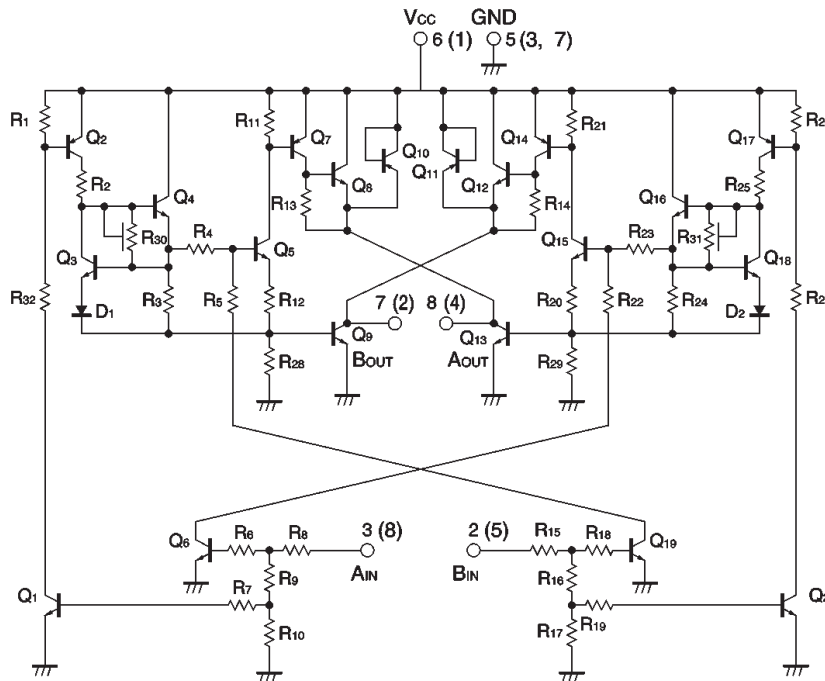 VCC GND
6 (1) 5 (3, 7)
R1 Q2 R11 Q7 Q10 Q14 R21 Q17 R2
R2 Q4 Q8 Q11 Q12 Q16 R25
R13 R14
Q3 R30 R4 Q5 Q15 R23 R31 Q18
R32 D1 R3 R5 R12 7 (2) 8 (4) R20 R22 R24 D2 R2
Q9 Q13
R28 BOUT AOUT R29
Q6 R6 R8 3 (8) 2 (5) R15 R18 Q19
AIN BIN
Q1 R7 R9 R16 Q2
R10 R17 R19